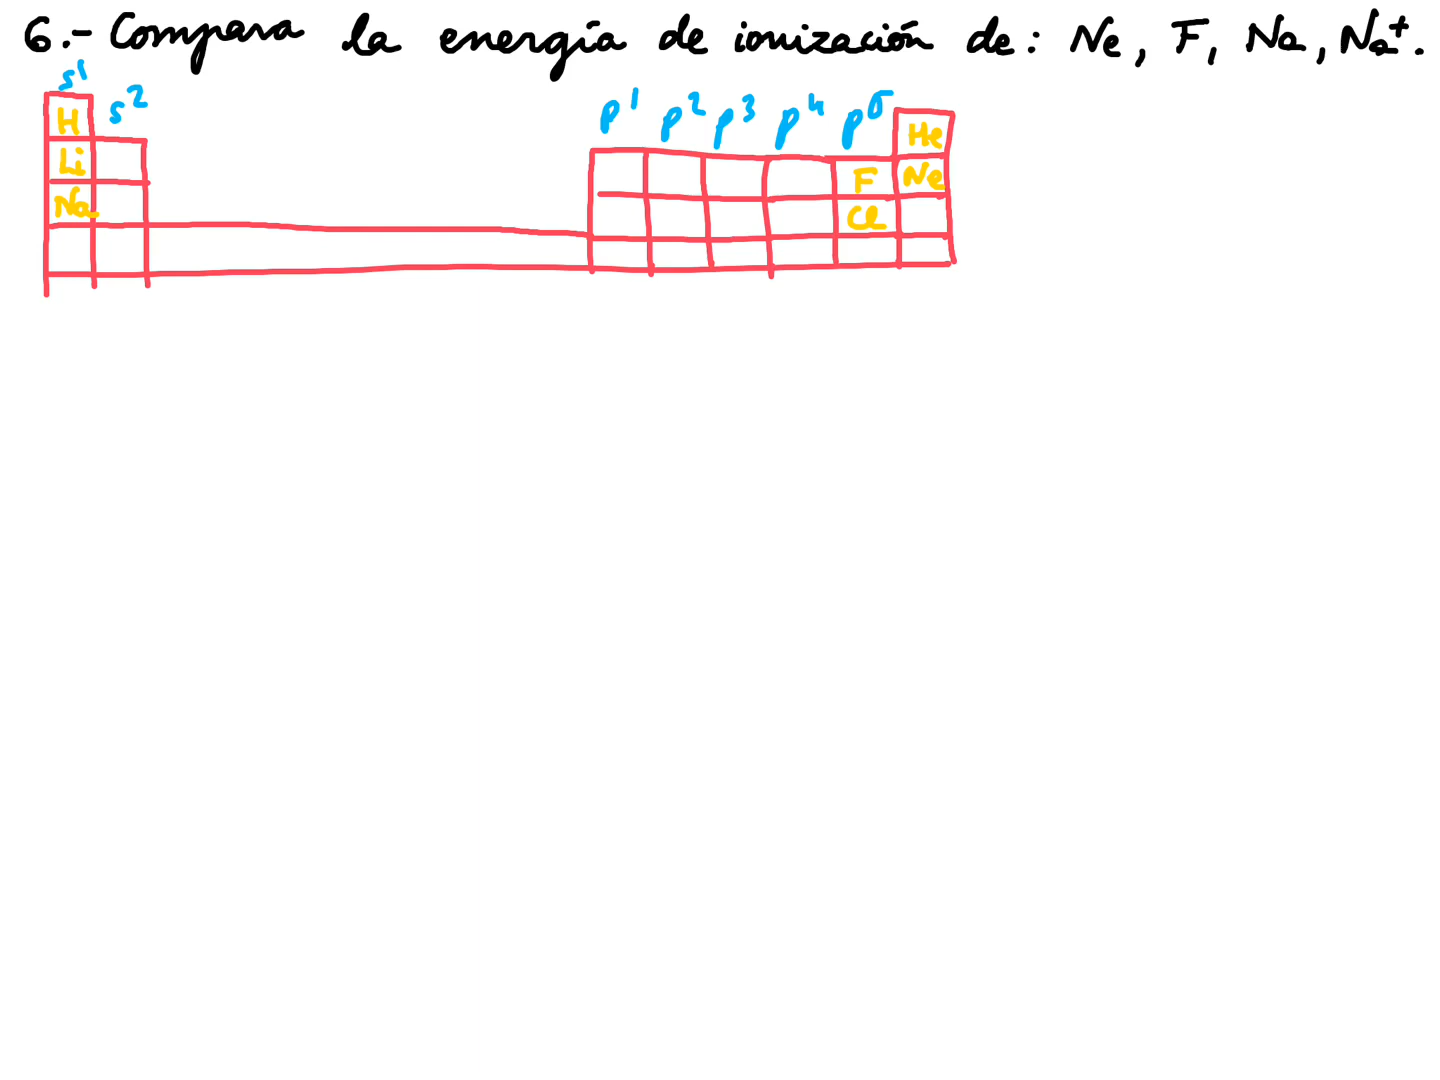 6.- Compara la energía de ionización de: Ne, F, Na, Na⁺.
s¹ s² p¹ p² p³ p⁴ p⁵
H He
Li F Ne
Na Cl